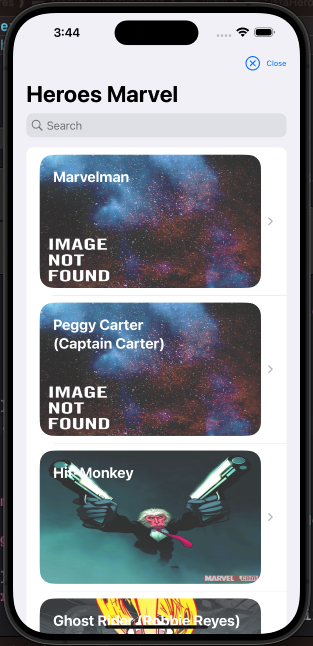 3:44
Close
Heroes Marvel
Search
Marvelman
IMAGE
NOT
FOUND
Peggy Carter
(Captain Carter)
IMAGE
NOT
FOUND
Hit-Monkey
MARVEL.COM
Ghost Rider (Robbie Reyes)